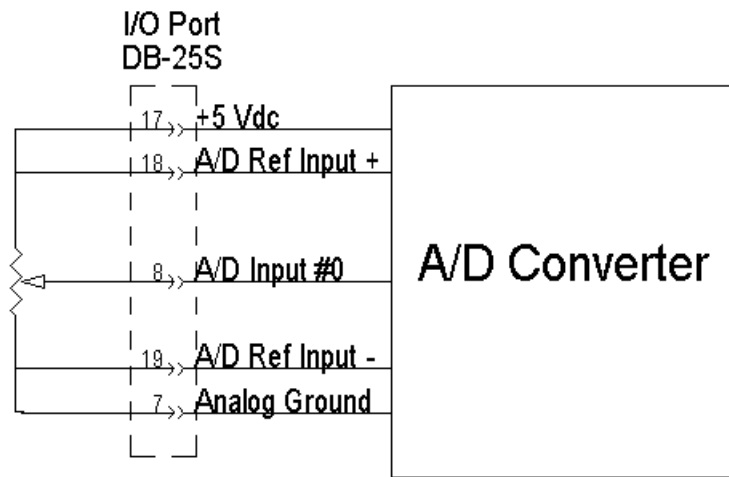 I/O Port
DB-25S
17 +5 Vdc
18 A/D Ref Input +
8 A/D Input #0
A/D Converter
19 A/D Ref Input -
7 Analog Ground